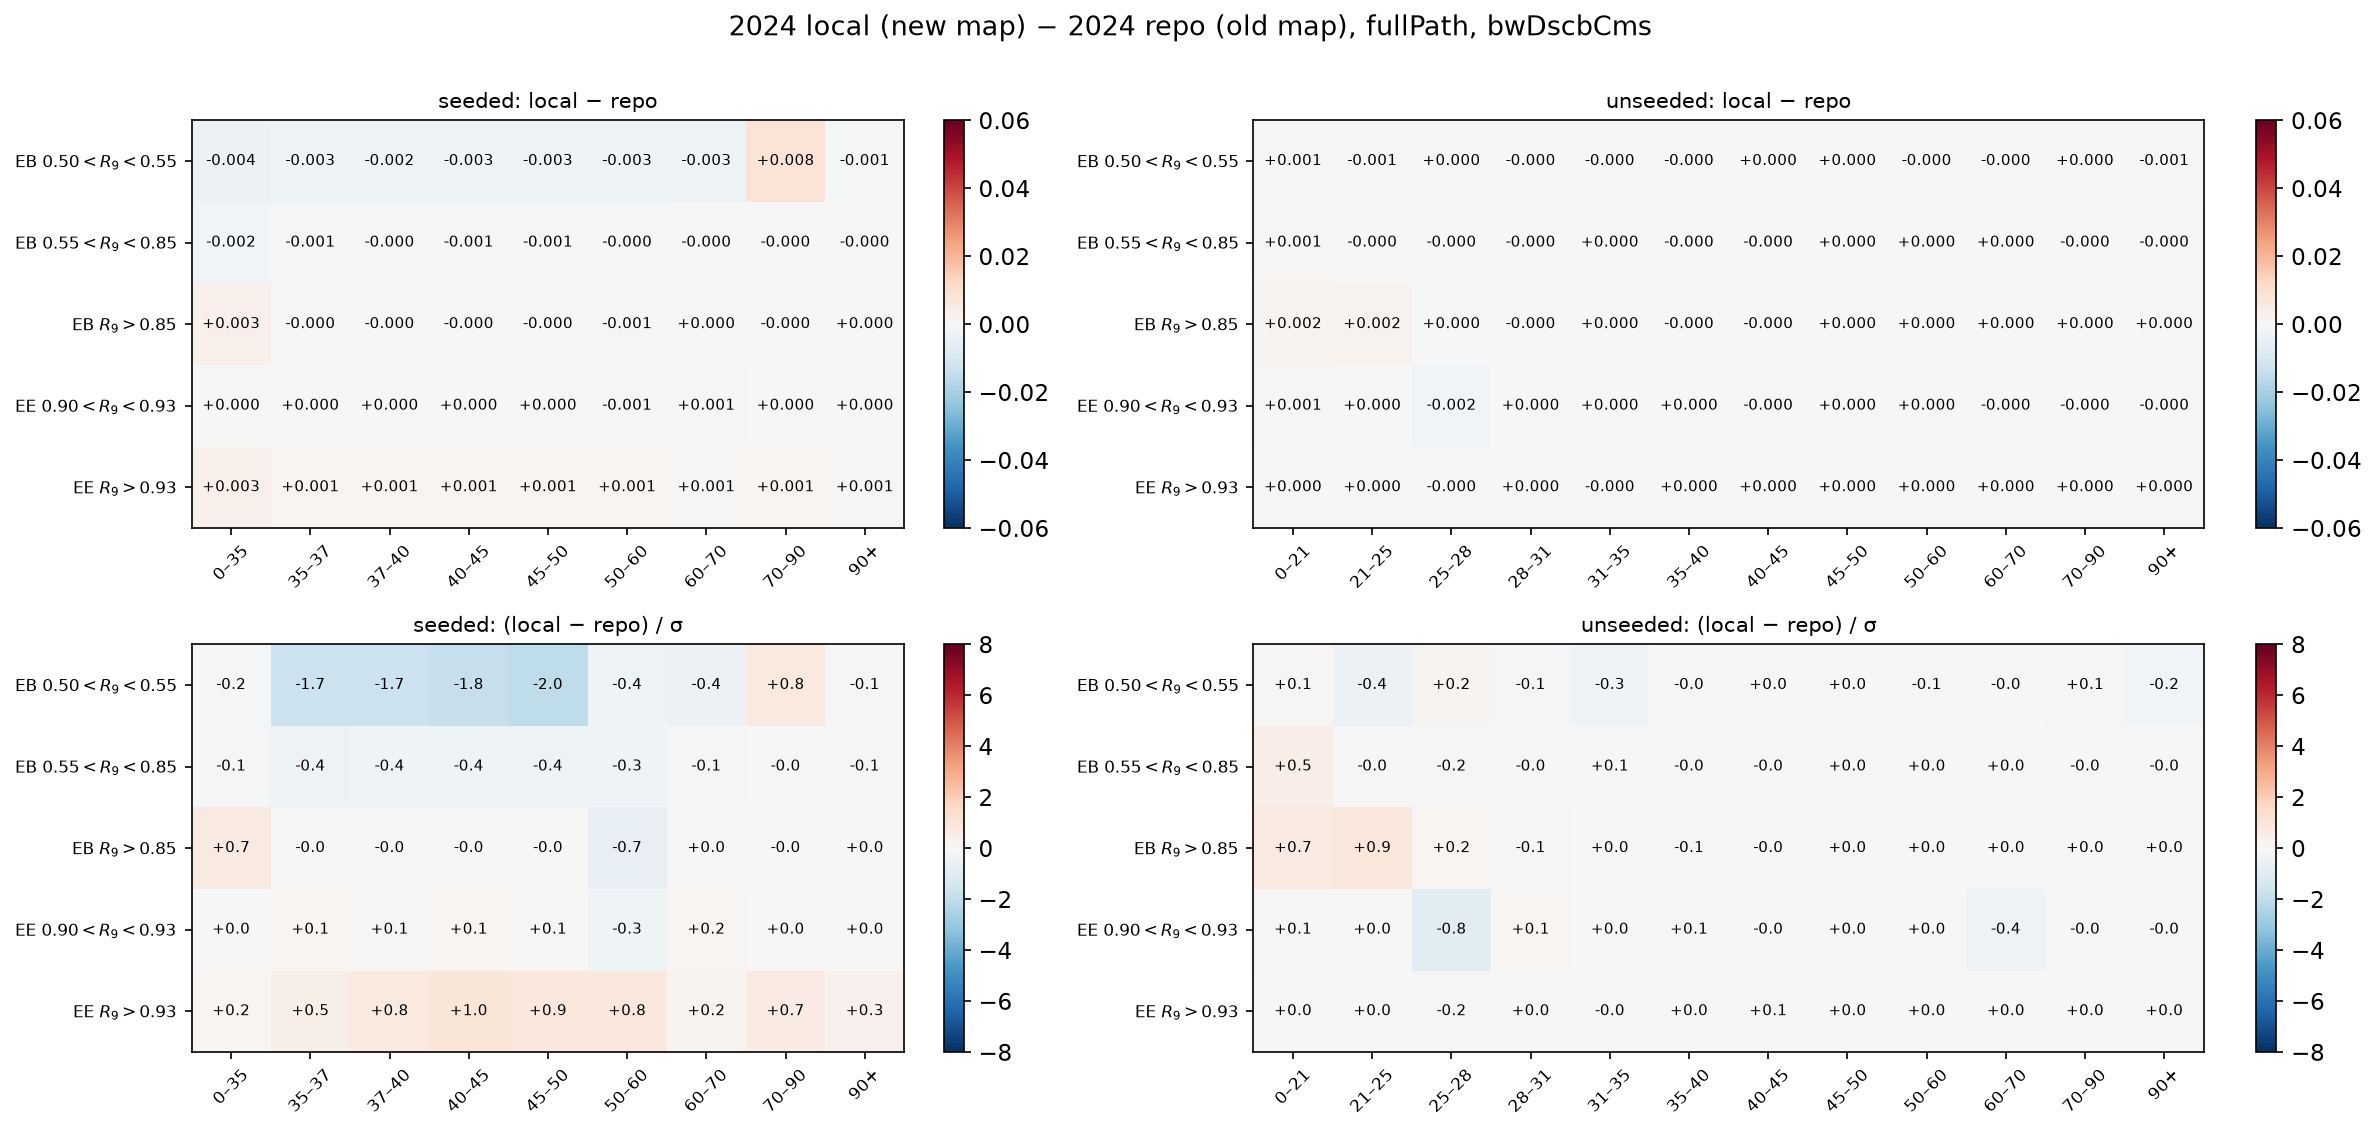 2024 local (new map) − 2024 repo (old map), fullPath, bwDscbCms
seeded: local − repo
EB 0.50 < R₉ < 0.55 -0.004 -0.003 -0.002 -0.003 -0.003 -0.003 -0.003 +0.008 -0.001
EB 0.55 < R₉ < 0.85 -0.002 -0.001 -0.000 -0.001 -0.001 -0.000 -0.000 -0.000 -0.000
EB R₉ > 0.85 +0.003 -0.000 -0.000 -0.000 -0.000 -0.001 +0.000 -0.000 +0.000
EE 0.90 < R₉ < 0.93 +0.000 +0.000 +0.000 +0.000 +0.000 -0.001 +0.001 +0.000 +0.000
EE R₉ > 0.93 +0.003 +0.001 +0.001 +0.001 +0.001 +0.001 +0.001 +0.001 +0.001
0–35 35–37 37–40 40–45 45–50 50–60 60–70 70–90 90+
0.06
0.04
0.02
0.00
−0.02
−0.04
−0.06
unseeded: local − repo
EB 0.50 < R₉ < 0.55 +0.001 -0.001 +0.000 -0.000 -0.000 -0.000 +0.000 +0.000 -0.000 -0.000 +0.000 -0.001
EB 0.55 < R₉ < 0.85 +0.001 -0.000 -0.000 -0.000 +0.000 -0.000 -0.000 +0.000 +0.000 +0.000 -0.000 -0.000
EB R₉ > 0.85 +0.002 +0.002 +0.000 -0.000 +0.000 -0.000 -0.000 +0.000 +0.000 +0.000 +0.000 +0.000
EE 0.90 < R₉ < 0.93 +0.001 +0.000 -0.002 +0.000 +0.000 +0.000 -0.000 +0.000 +0.000 -0.000 -0.000 -0.000
EE R₉ > 0.93 +0.000 +0.000 -0.000 +0.000 -0.000 +0.000 +0.000 +0.000 +0.000 +0.000 +0.000 +0.000
0–21 21–25 25–28 28–31 31–35 35–40 40–45 45–50 50–60 60–70 70–90 90+
0.06
0.04
0.02
0.00
−0.02
−0.04
−0.06
seeded: (local − repo) / σ
EB 0.50 < R₉ < 0.55 -0.2 -1.7 -1.7 -1.8 -2.0 -0.4 -0.4 +0.8 -0.1
EB 0.55 < R₉ < 0.85 -0.1 -0.4 -0.4 -0.4 -0.4 -0.3 -0.1 -0.0 -0.1
EB R₉ > 0.85 +0.7 -0.0 -0.0 -0.0 -0.0 -0.7 +0.0 -0.0 +0.0
EE 0.90 < R₉ < 0.93 +0.0 +0.1 +0.1 +0.1 +0.1 -0.3 +0.2 +0.0 +0.0
EE R₉ > 0.93 +0.2 +0.5 +0.8 +1.0 +0.9 +0.8 +0.2 +0.7 +0.3
0–35 35–37 37–40 40–45 45–50 50–60 60–70 70–90 90+
8
6
4
2
0
−2
−4
−6
−8
unseeded: (local − repo) / σ
EB 0.50 < R₉ < 0.55 +0.1 -0.4 +0.2 -0.1 -0.3 -0.0 +0.0 +0.0 -0.1 -0.0 +0.1 -0.2
EB 0.55 < R₉ < 0.85 +0.5 -0.0 -0.2 -0.0 +0.1 -0.0 -0.0 +0.0 +0.0 +0.0 -0.0 -0.0
EB R₉ > 0.85 +0.7 +0.9 +0.2 -0.1 +0.0 -0.1 -0.0 +0.0 +0.0 +0.0 +0.0 +0.0
EE 0.90 < R₉ < 0.93 +0.1 +0.0 -0.8 +0.1 +0.0 +0.1 -0.0 +0.0 +0.0 -0.4 -0.0 -0.0
EE R₉ > 0.93 +0.0 +0.0 -0.2 +0.0 -0.0 +0.0 +0.1 +0.0 +0.0 +0.0 +0.0 +0.0
0–21 21–25 25–28 28–31 31–35 35–40 40–45 45–50 50–60 60–70 70–90 90+
8
6
4
2
0
−2
−4
−6
−8